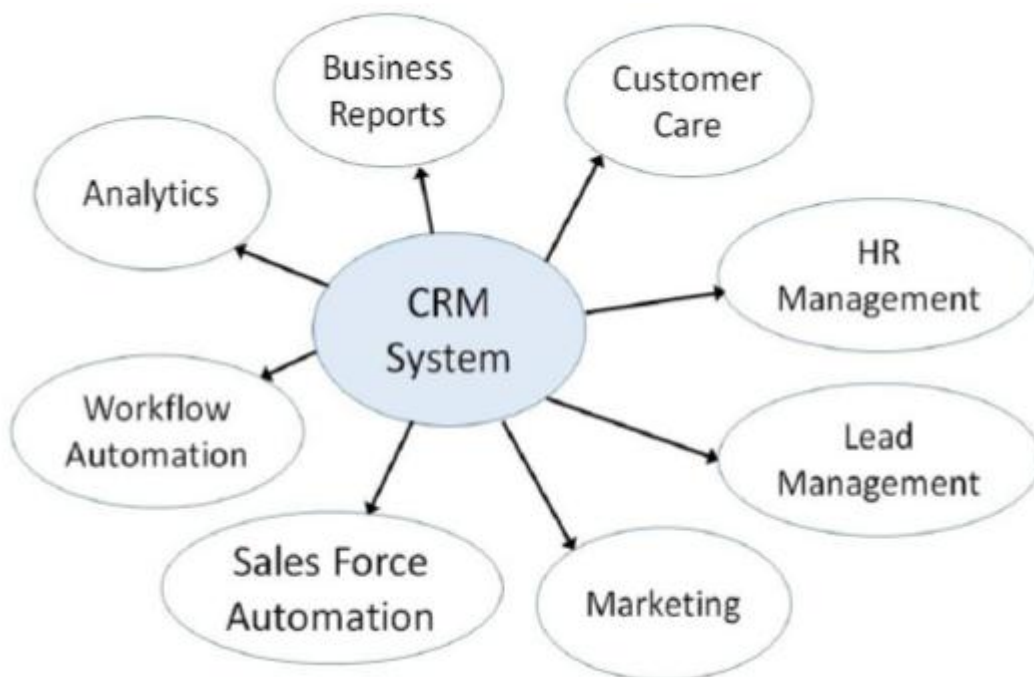 Business
Reports
Customer
Care
Analytics
HR
Management
CRM
System
Workflow
Automation
Lead
Management
Sales Force
Automation
Marketing